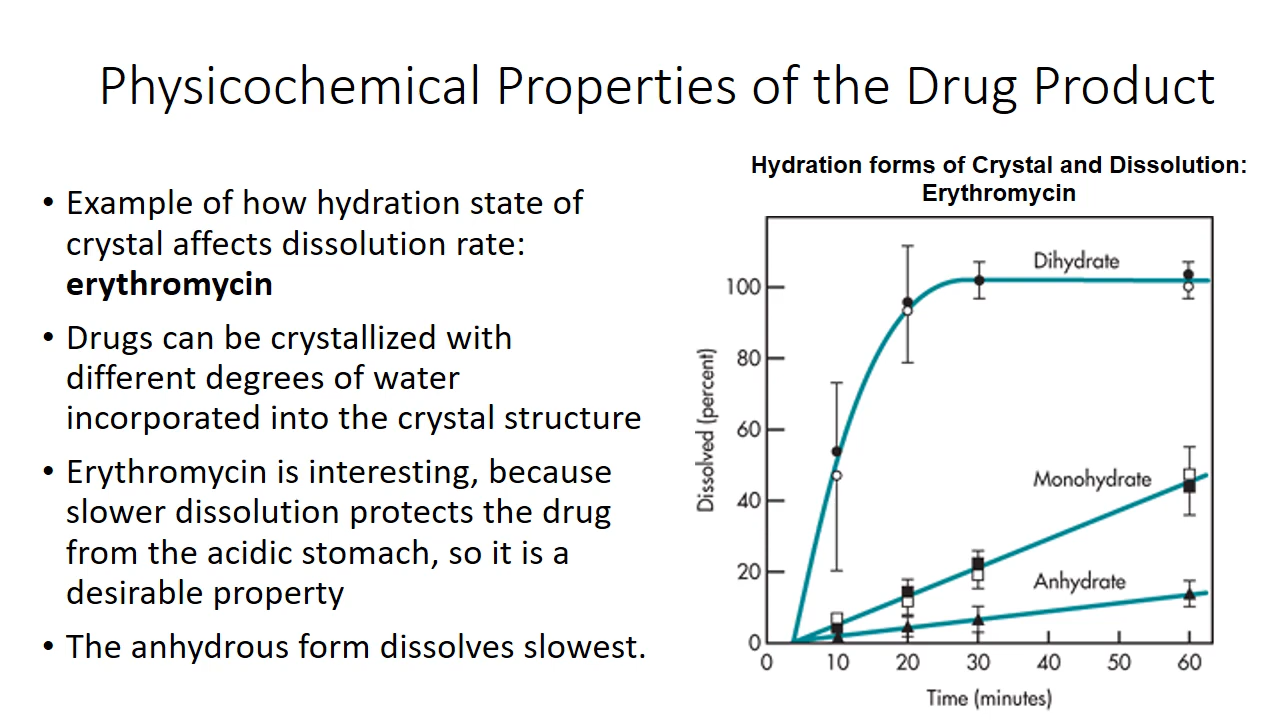 Physicochemical Properties of the Drug Product
• Example of how hydration state of
crystal affects dissolution rate:
erythromycin
• Drugs can be crystallized with
different degrees of water
incorporated into the crystal structure
• Erythromycin is interesting, because
slower dissolution protects the drug
from the acidic stomach, so it is a
desirable property
• The anhydrous form dissolves slowest.
Hydration forms of Crystal and Dissolution:
Erythromycin
Dihydrate
Monohydrate
Anhydrate
Dissolved (percent)
100
80
60
40
20
0
0 10 20 30 40 50 60
Time (minutes)